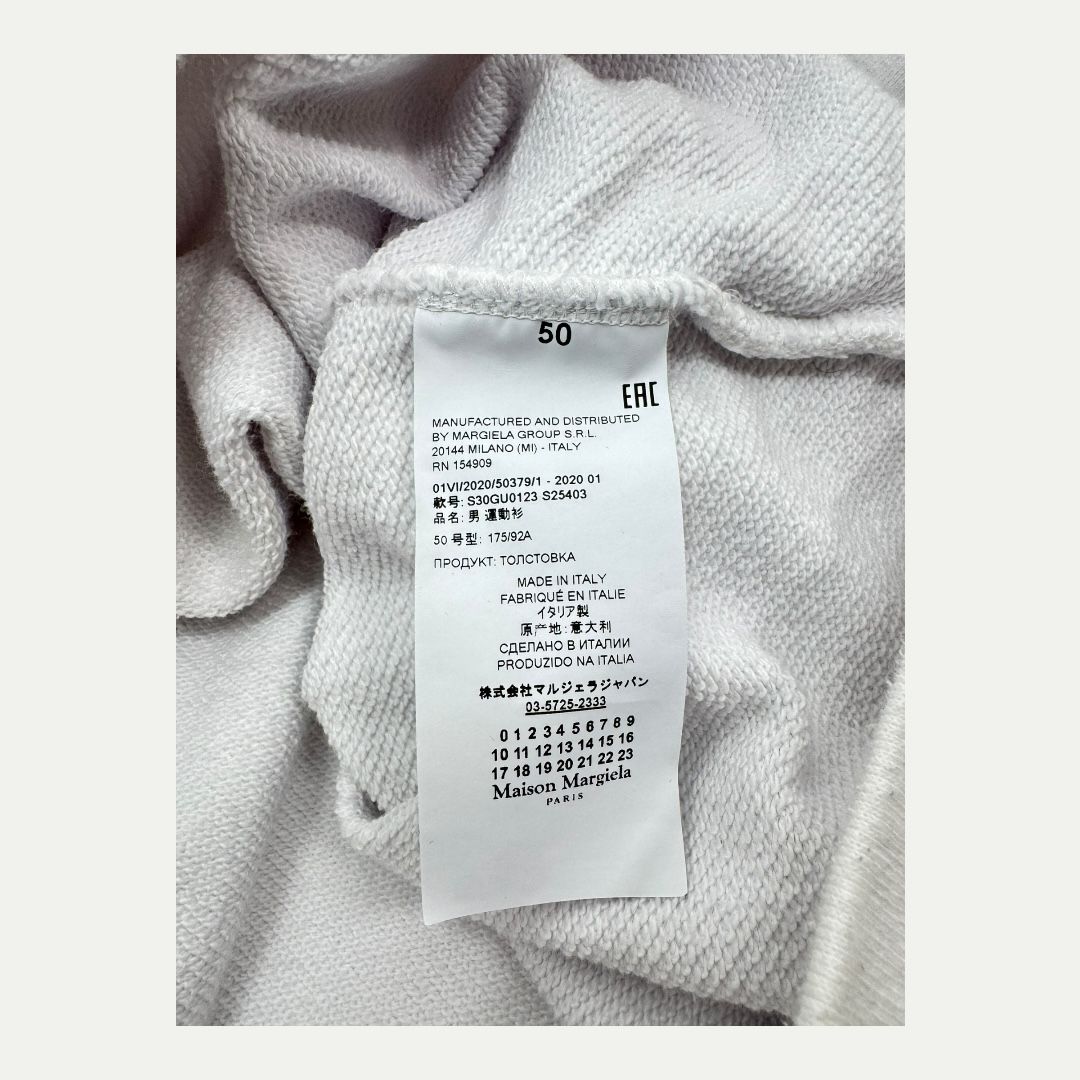 50
EAC
MANUFACTURED AND DISTRIBUTED
BY MARGIELA GROUP S.R.L.
20144 MILANO (MI) - ITALY
RN 154909
01VI/2020/50379/1 - 2020 01
款号: S30GU0123 S25403
品名: 男 運動衫
50 号型: 175/92A
ПРОДУКТ: ТОЛСТОВКА
MADE IN ITALY
FABRIQUÉ EN ITALIE
イタリア製
原产地: 意大利
СДЕЛАНО В ИТАЛИИ
PRODUZIDO NA ITALIA
株式会社マルジェラジャパン
03-5725-2333
0 1 2 3 4 5 6 7 8 9
10 11 12 13 14 15 16
17 18 19 20 21 22 23
Maison Margiela
PARIS